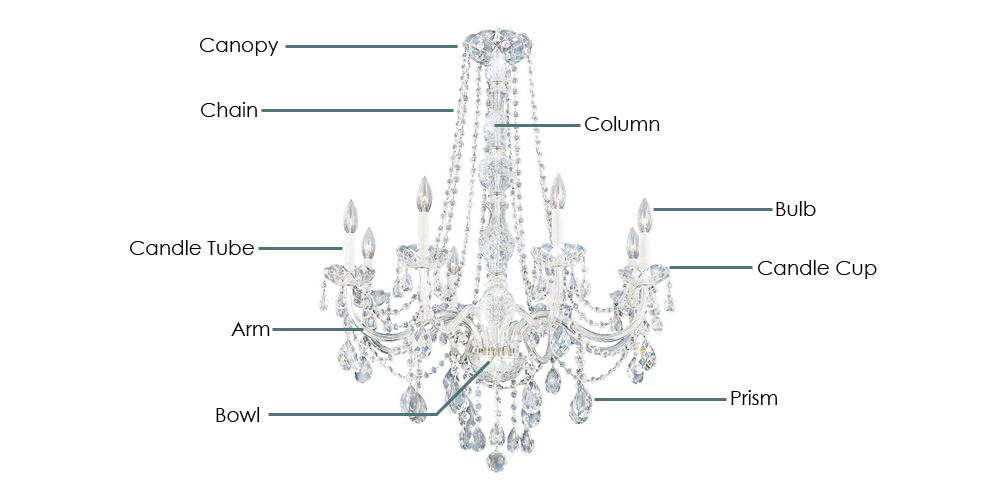 Canopy
Chain
Column
Bulb
Candle Tube
Candle Cup
Arm
Prism
Bowl